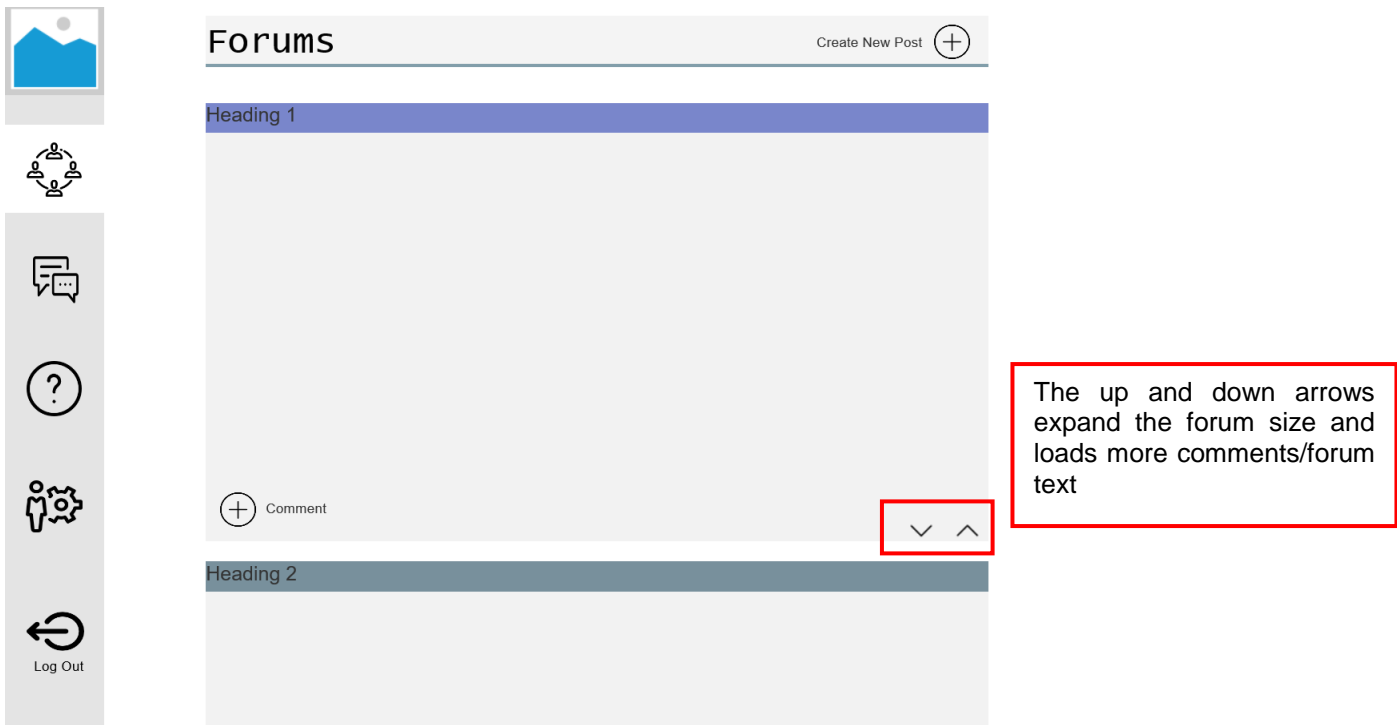 Forums
Create New Post
Heading 1
The up and down arrows
expand the forum size and
loads more comments/forum
text
Comment
Heading 2
Log Out